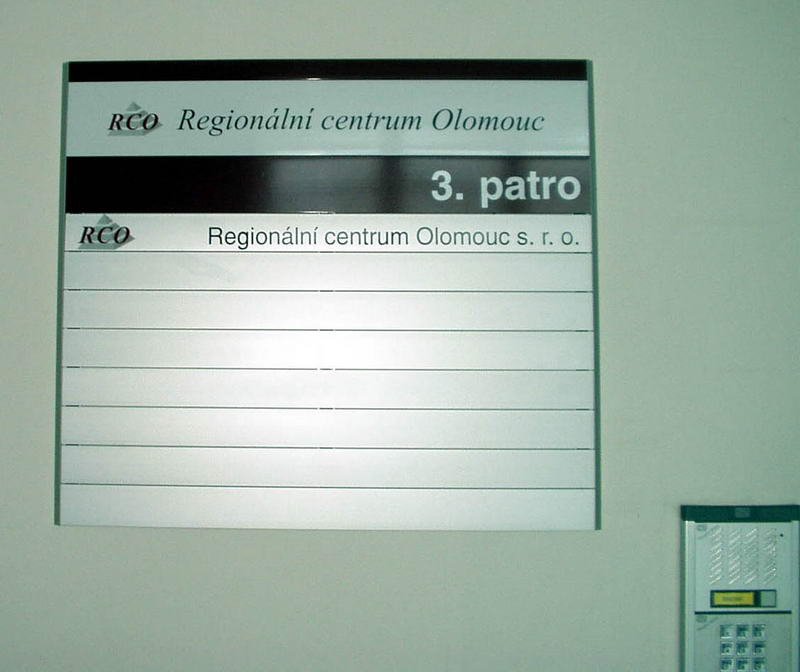 RCO Regionální centrum Olomouc
3. patro
RCO Regionální centrum Olomouc s. r. o.